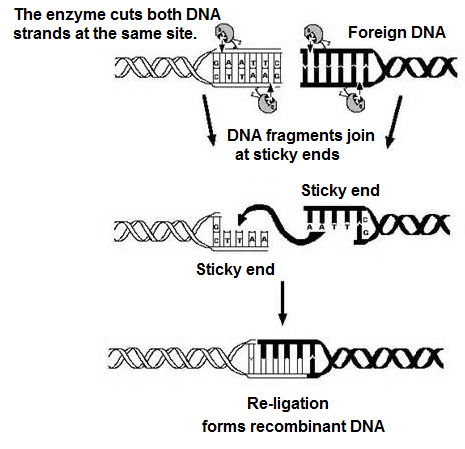 The enzyme cuts both DNA
strands at the same site.
Foreign DNA
G A A T T C
C T T A A G
DNA fragments join
at sticky ends
Sticky end
G
C T T A A
A A T T C
G
Sticky end
Re-ligation
forms recombinant DNA